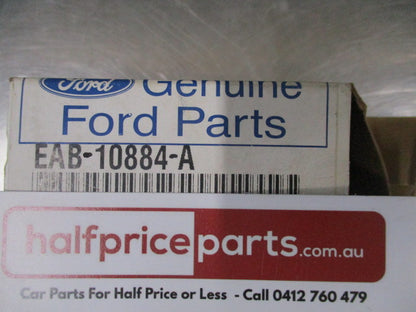 Ford Genuine
Ford Parts
EAB-10884-A
halfpriceparts.com.au
Car Parts For Half Price or Less - Call 0412 760 479